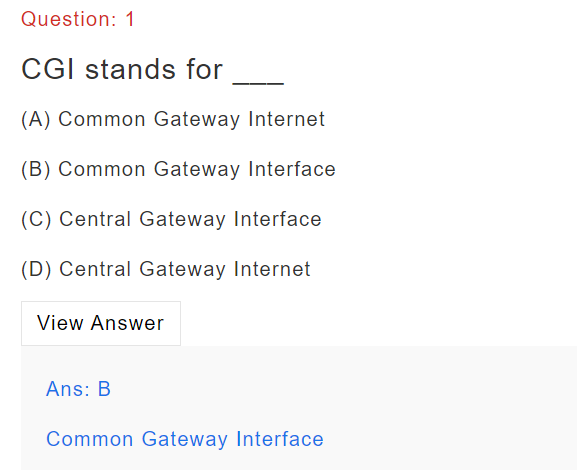 Question: 1
CGI stands for ___
(A) Common Gateway Internet
(B) Common Gateway Interface
(C) Central Gateway Interface
(D) Central Gateway Internet
View Answer
Ans: B
Common Gateway Interface